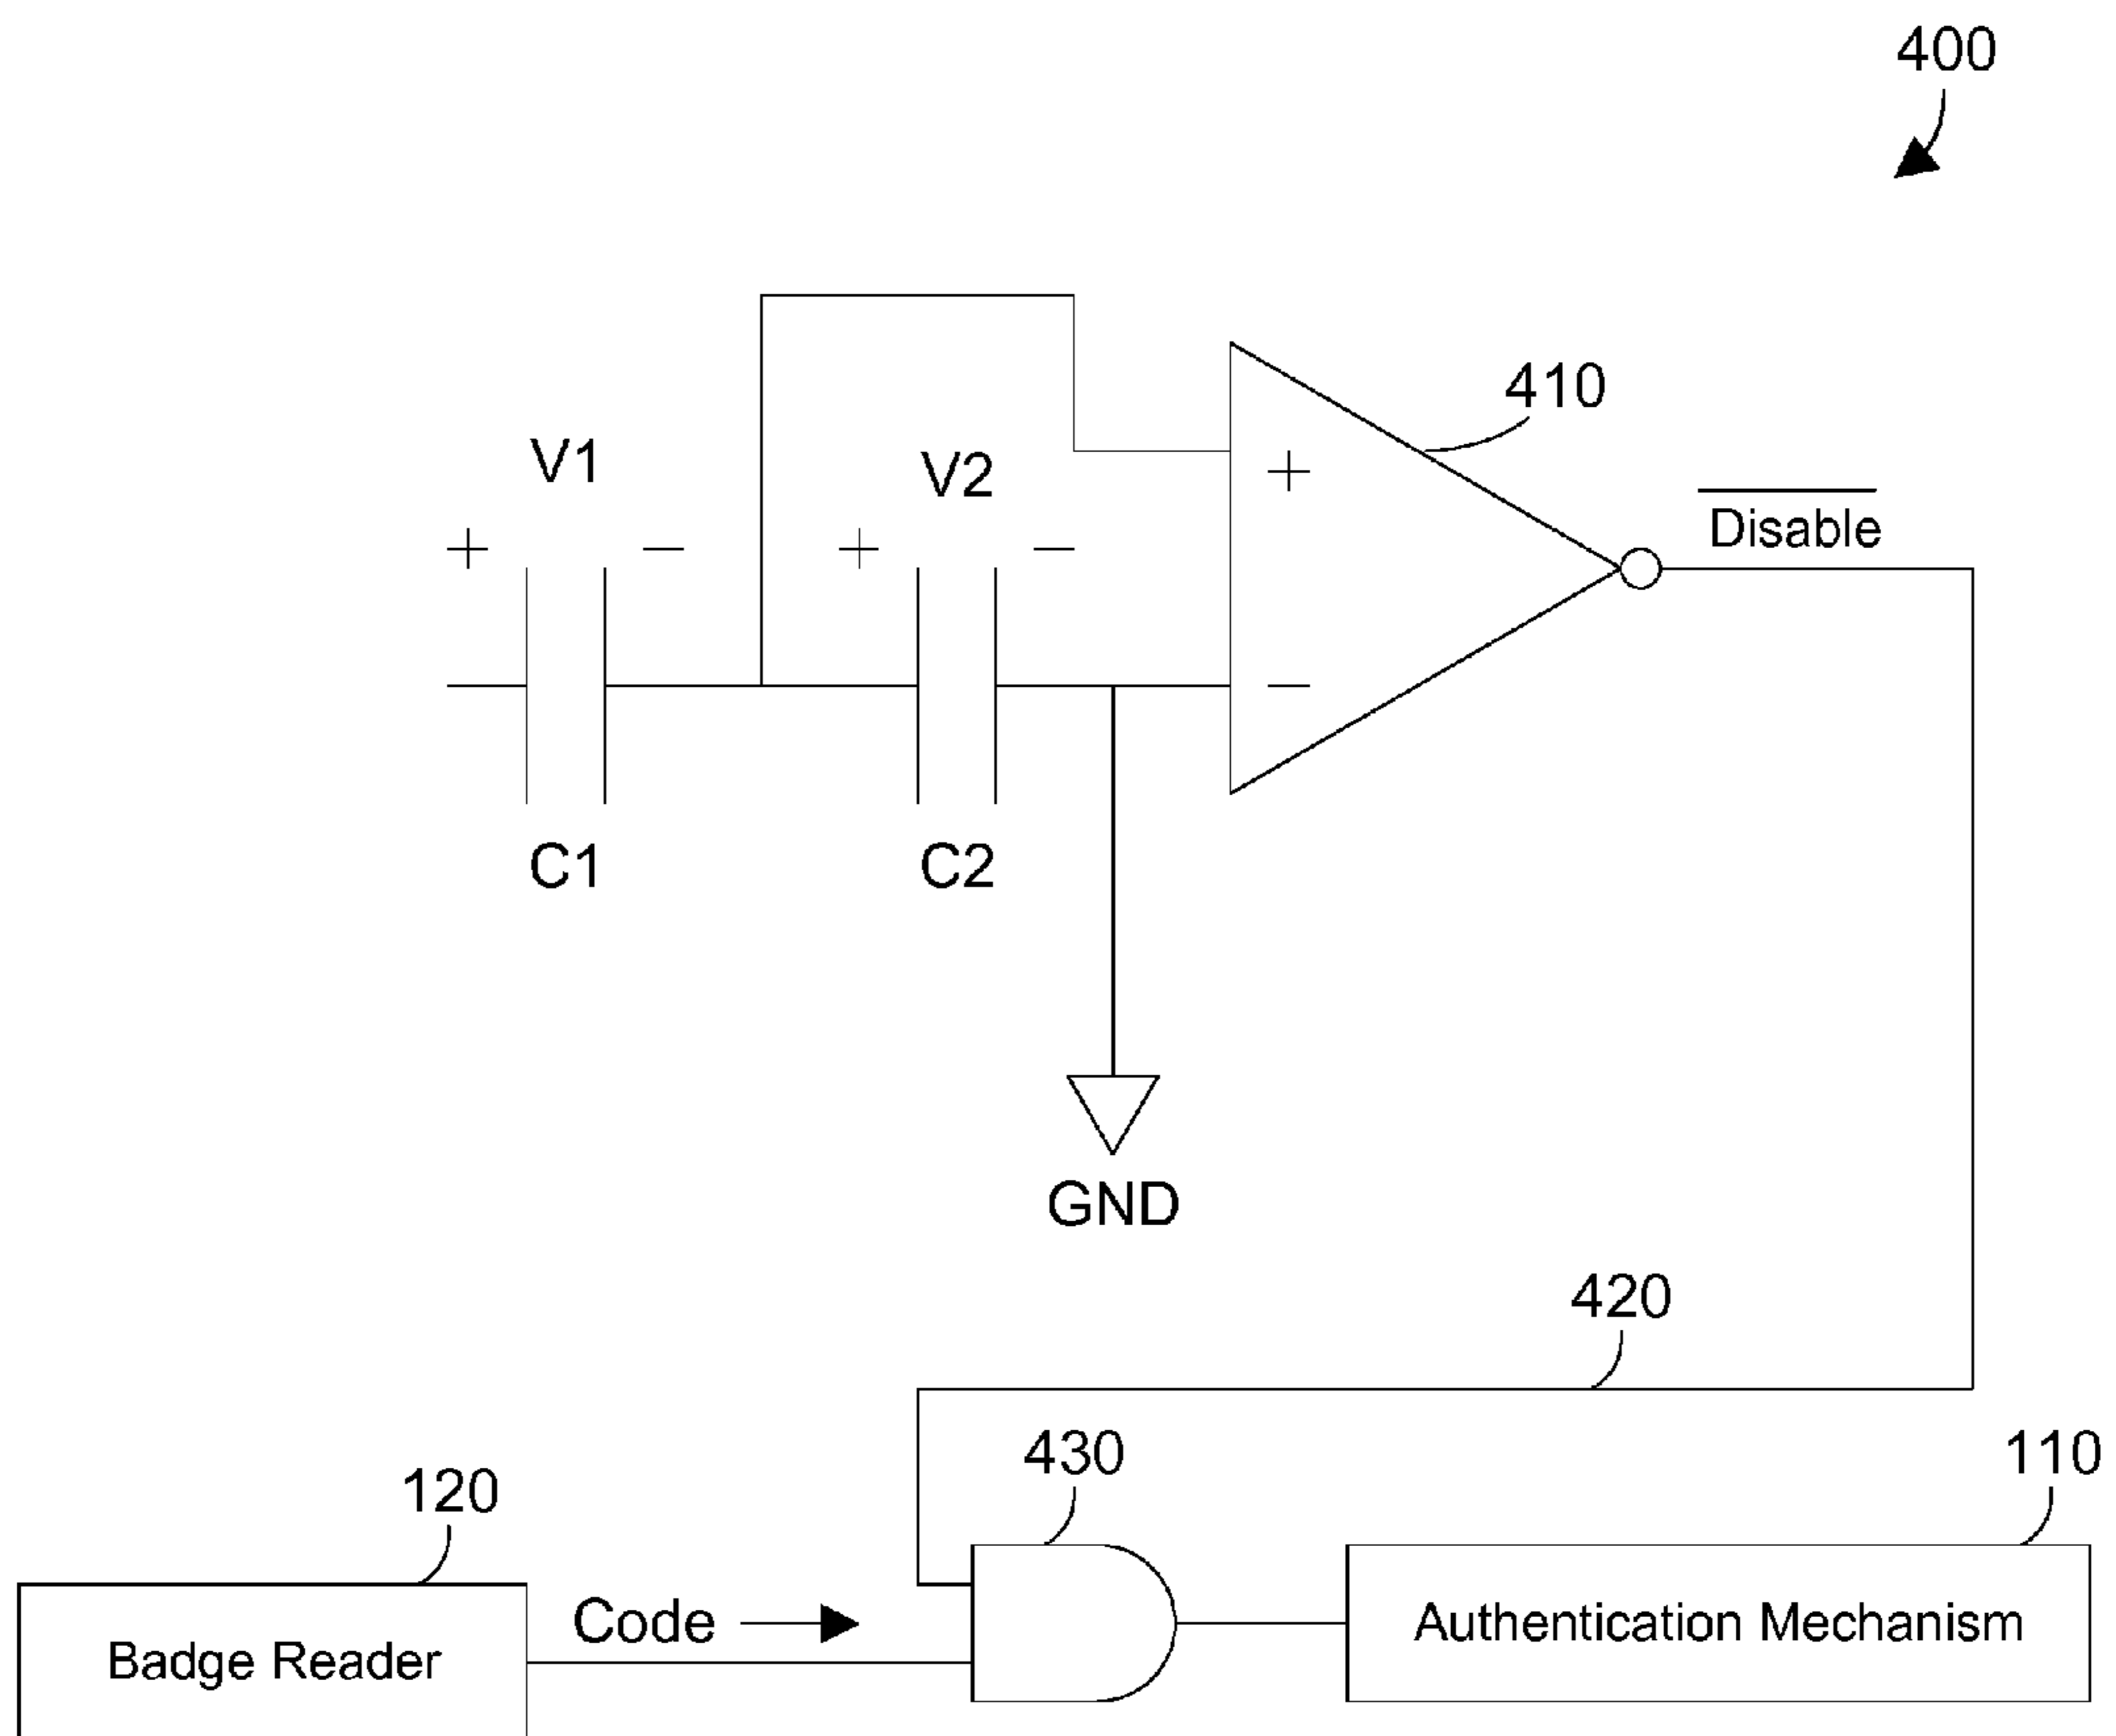 400
410
V1
V2
+
−
+
−
+
−
Disable
C1
C2
GND
420
430
110
120
Code
Badge Reader
Authentication Mechanism